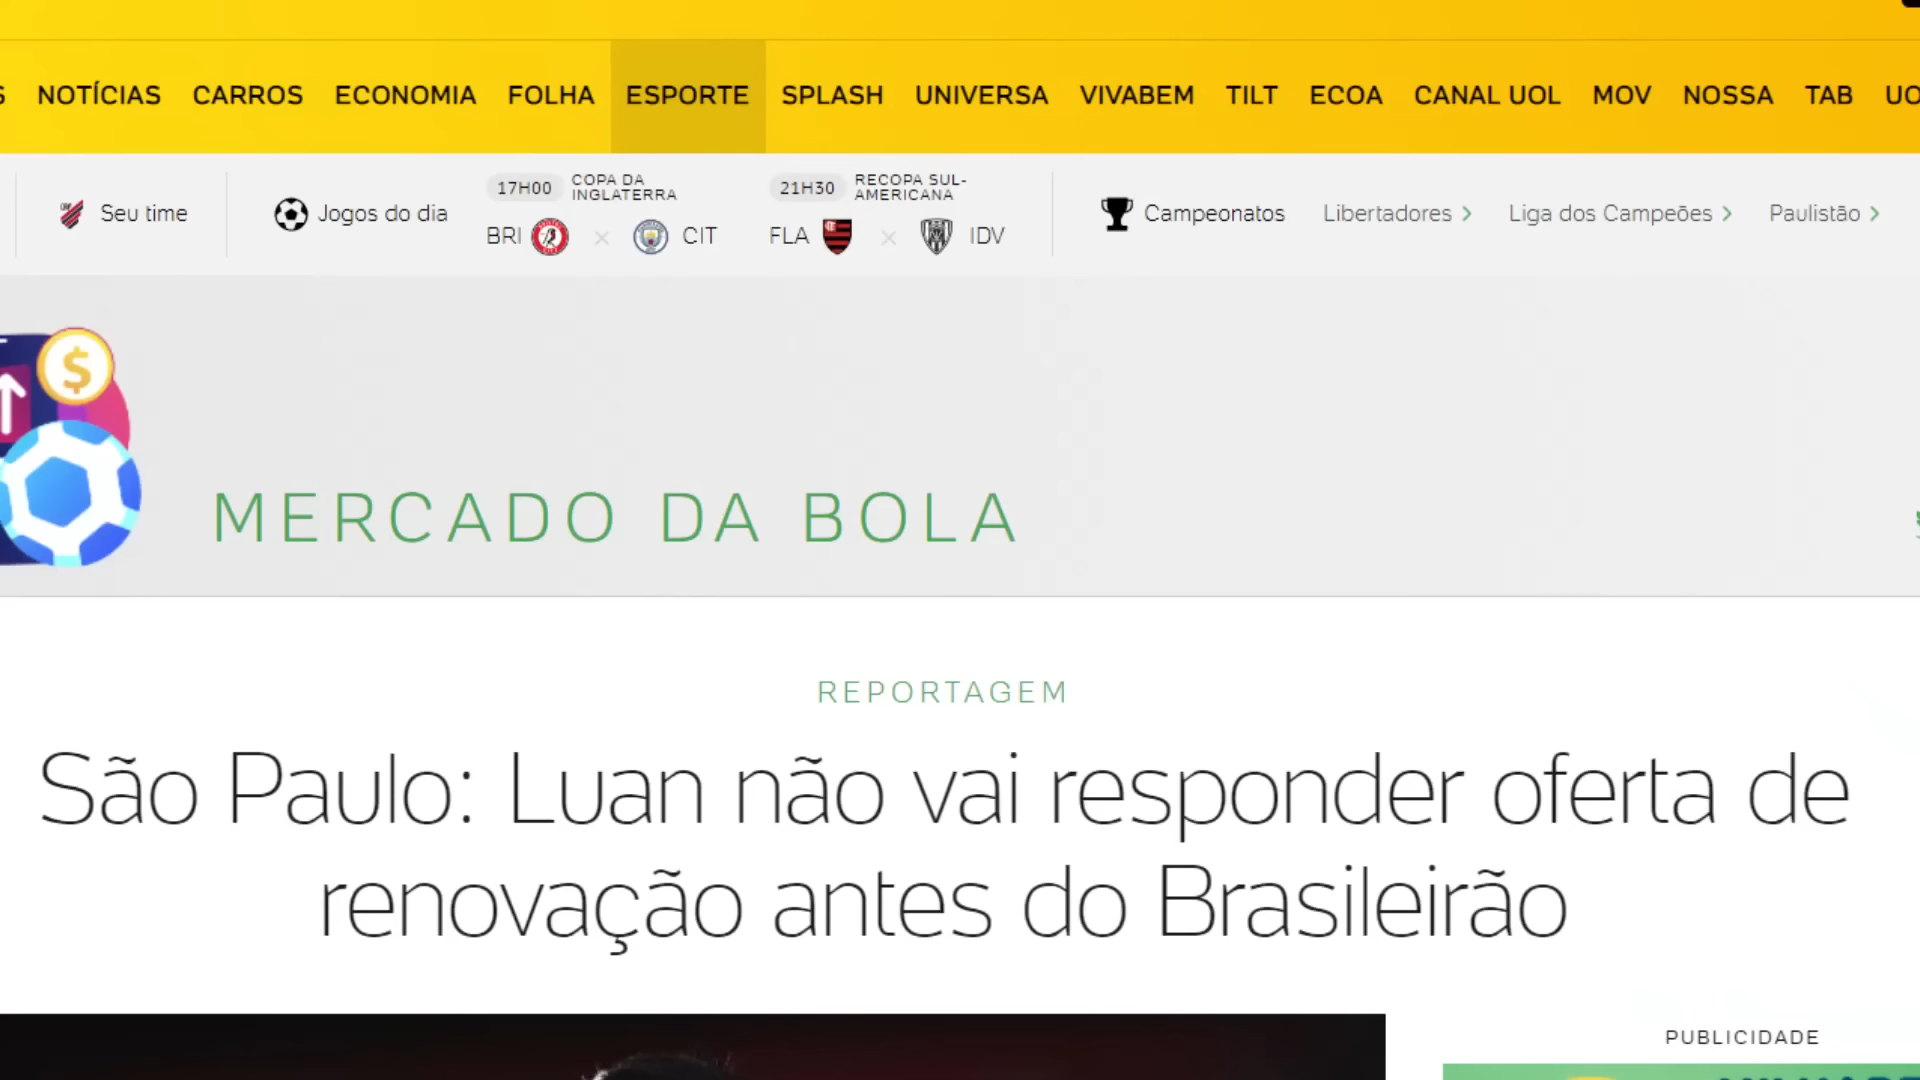 NOTÍCIAS CARROS ECONOMIA FOLHA ESPORTE SPLASH UNIVERSA VIVABEM TILT ECOA CANAL UOL MOV NOSSA TAB
Seu time
Jogos do dia
17H00 COPA DA INGLATERRA
BRI × CIT
21H30 RECOPA SUL-AMERICANA
FLA × IDV
Campeonatos
Libertadores
Liga dos Campeões
Paulistão
MERCADO DA BOLA
REPORTAGEM
São Paulo: Luan não vai responder oferta de
renovação antes do Brasileirão
PUBLICIDADE